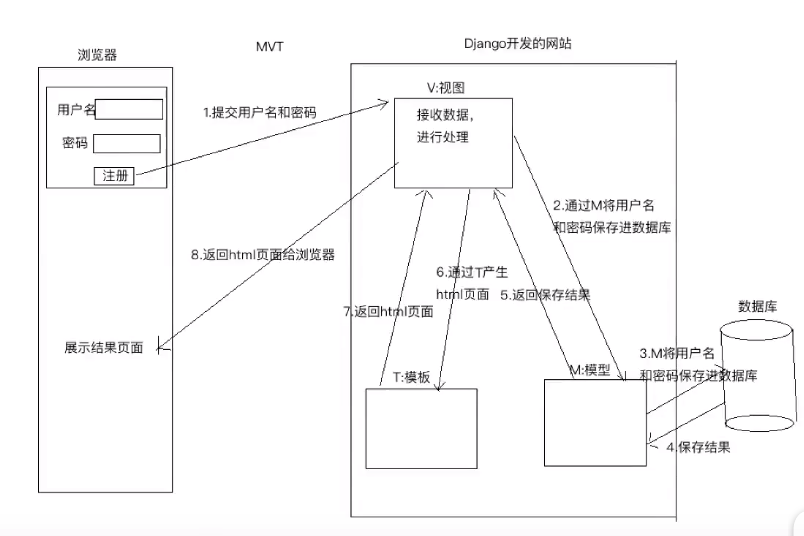 MVT
Django开发的网站
浏览器
V:视图
用户名
1.提交用户名和密码
接收数据，
进行处理
密码
注册
2.通过M将用户名
和密码保存进数据库
8.返回html页面给浏览器
6.通过T产生
html页面
5.返回保存结果
7.返回html页面
数据库
展示结果页面
3.M将用户名
和密码保存进数据库
T:模板
M:模型
4.保存结果